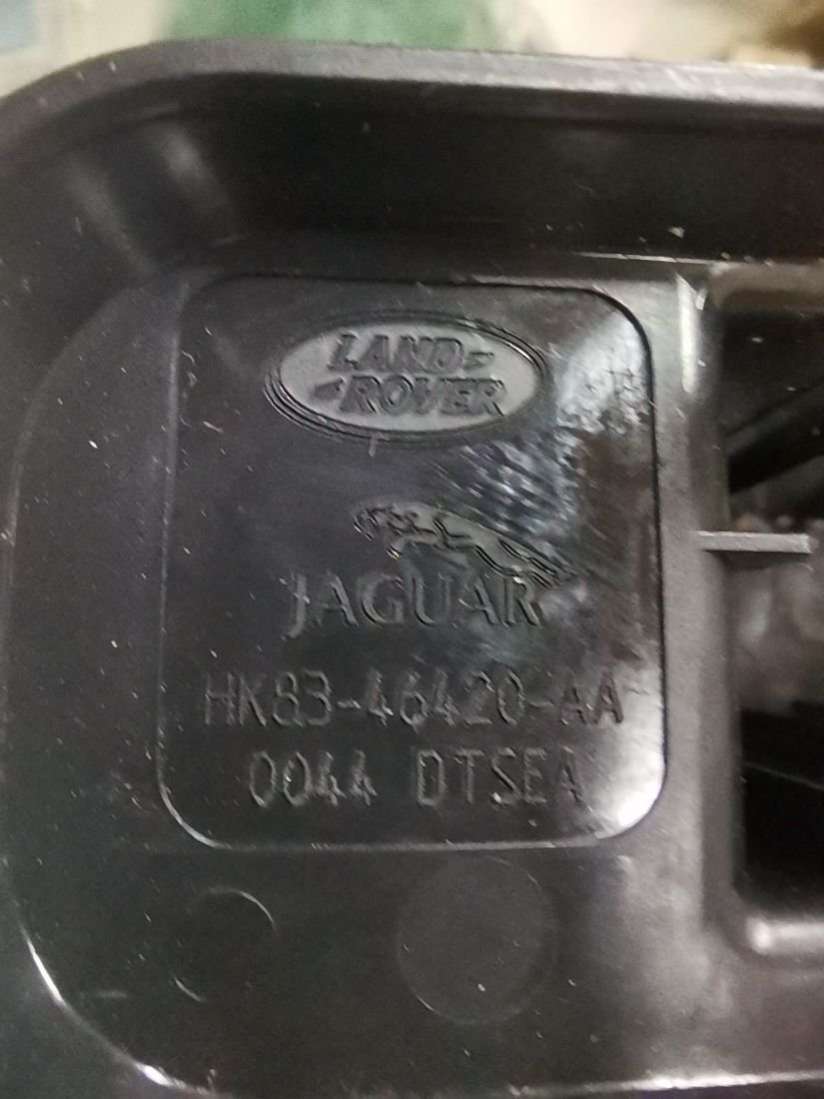 LAND
ROVER
JAGUAR
HK83-46420-AA
0044 DTSEA